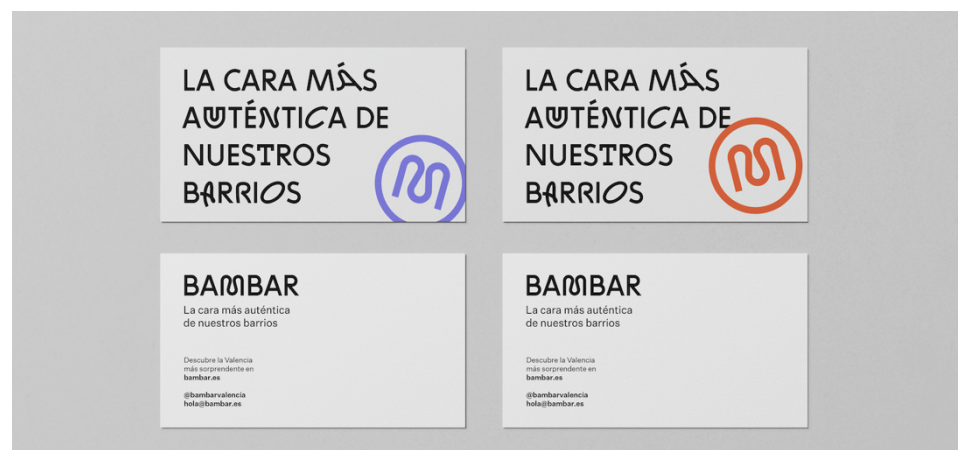 LA CARA MÁS
AUTÉNTICA DE
NUESTROS
BARRIOS
M
LA CARA MÁS
AUTÉNTICA DE
NUESTROS
BARRIOS
M
BAMBAR
La cara más auténtica
de nuestros barrios
Descubre la Valencia
más sorprendente en
bambar.es
@bambarvalencia
hola@bambar.es
BAMBAR
La cara más auténtica
de nuestros barrios
Descubre la Valencia
más sorprendente en
bambar.es
@bambarvalencia
hola@bambar.es